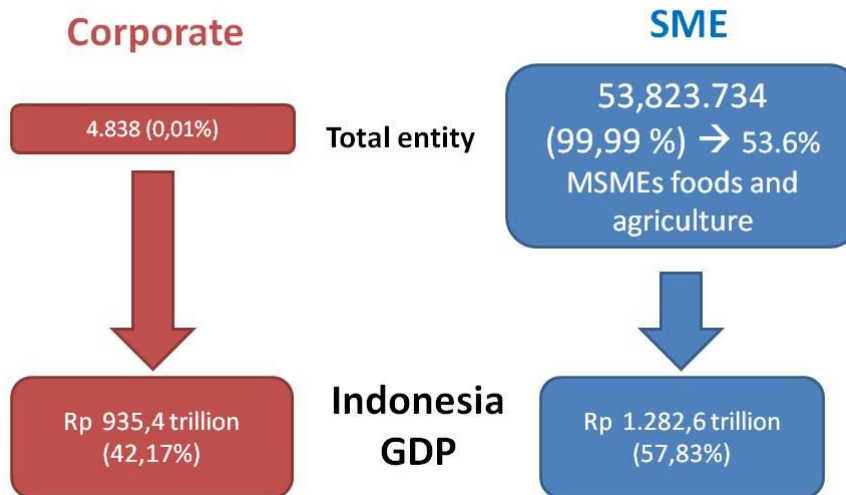 Corporate
SME
4.838 (0,01%)
Total entity
53,823.734
(99,99 %) → 53.6%
MSMEs foods and
agriculture
Rp 935,4 trillion
(42,17%)
Indonesia
GDP
Rp 1.282,6 trillion
(57,83%)